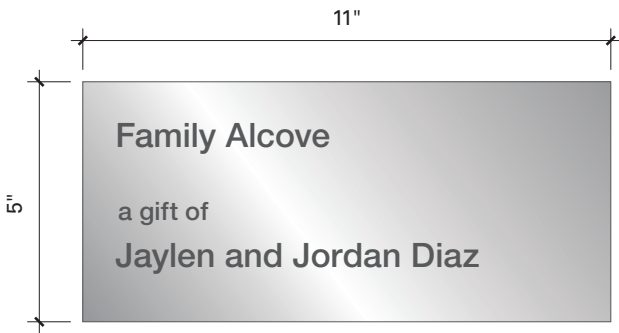 11"
5"
Family Alcove
a gift of
Jaylen and Jordan Diaz